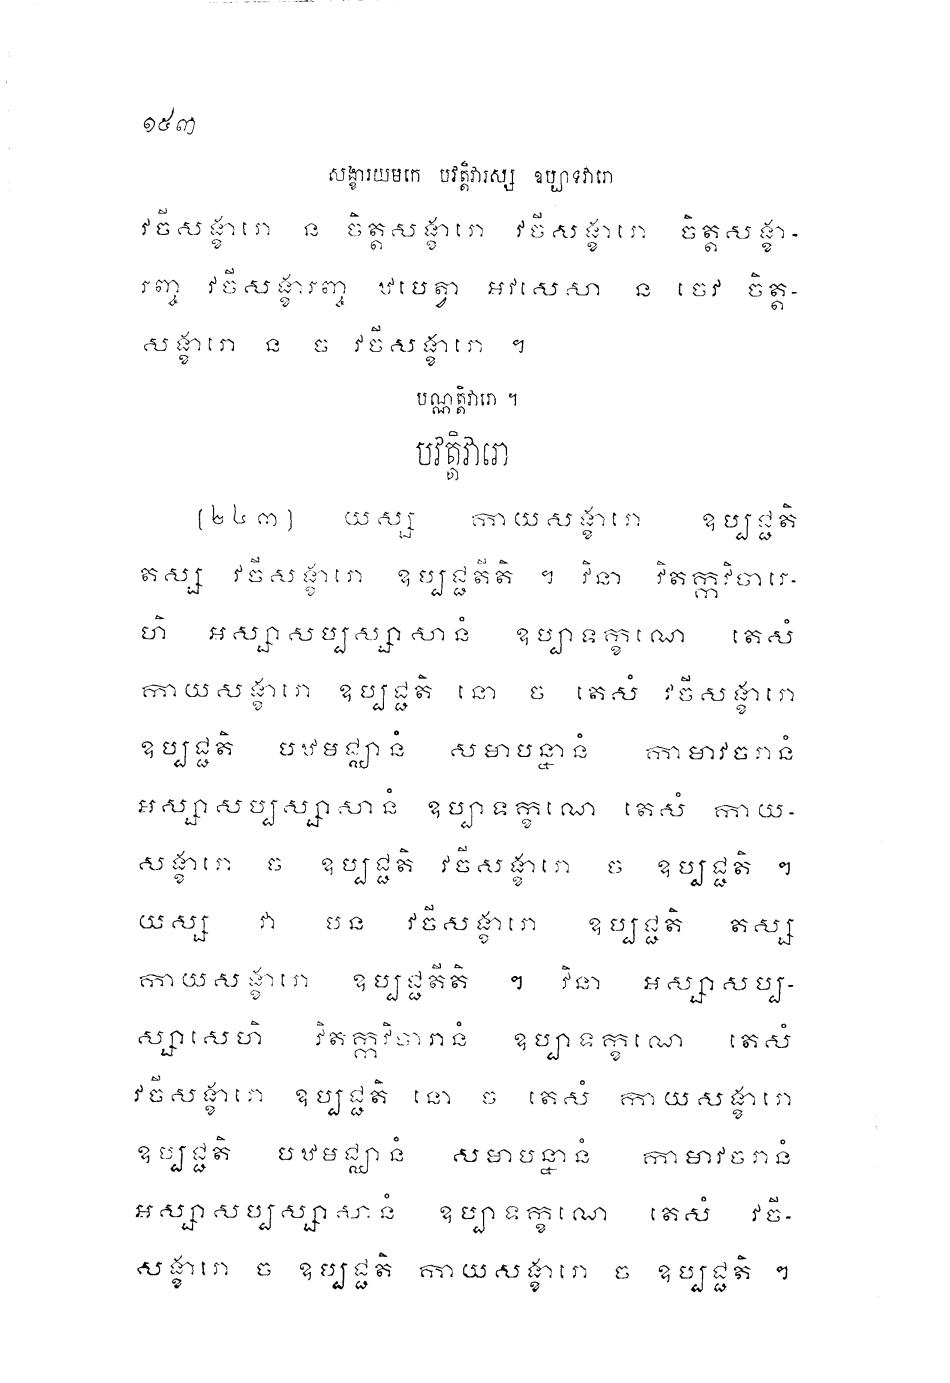 ១៥៣
សង្ខារយមកេ បវត្តិវារស្ស ឧប្បាទវារោ
វចីសង្ខារោ ន ចិត្តសង្ខារោ វចីសង្ខារោ ចិត្តសង្ខា-
រញ្ច វចីសង្ខារញ្ច ឋបេត្វា អវសេសា ន ចេវ ចិត្ត-
សង្ខារោ ន ច វចីសង្ខារោ ។
បណ្ណត្តិវារោ ។
បវត្តិវារោ
(២៤៣) យស្ស កាយសង្ខារោ ឧប្បជ្ជតិ
តស្ស វចីសង្ខារោ ឧប្បជ្ជតីតិ ។ វិនា វិតក្កវិចារេ-
ហិ អស្សាសប្បស្សាសានំ ឧប្បាទក្ខណេ តេសំ
កាយសង្ខារោ ឧប្បជ្ជតិ នោ ច តេសំ វចីសង្ខារោ
ឧប្បជ្ជតិ បឋមជ្ឈានំ សមាបន្នានំ កាមាវចរានំ
អស្សាសប្បស្សាសានំ ឧប្បាទក្ខណេ តេសំ កាយ-
សង្ខារោ ច ឧប្បជ្ជតិ វចីសង្ខារោ ច ឧប្បជ្ជតិ ។
យស្ស វា បន វចីសង្ខារោ ឧប្បជ្ជតិ តស្ស
កាយសង្ខារោ ឧប្បជ្ជតីតិ ។ វិនា អស្សាសប្ប-
ស្សាសេហិ វិតក្កវិចារានំ ឧប្បាទក្ខណេ តេសំ
វចីសង្ខារោ ឧប្បជ្ជតិ នោ ច តេសំ កាយសង្ខារោ
ឧប្បជ្ជតិ បឋមជ្ឈានំ សមាបន្នានំ កាមាវចរានំ
អស្សាសប្បស្សាសានំ ឧប្បាទក្ខណេ តេសំ វចី-
សង្ខារោ ច ឧប្បជ្ជតិ កាយសង្ខារោ ច ឧប្បជ្ជតិ ។